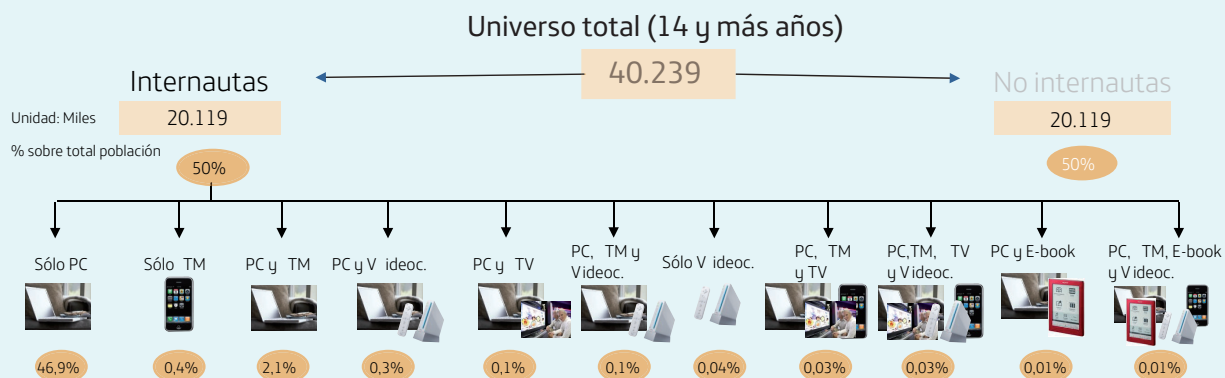 Universo total (14 y más años)
40.239
Internautas
No internautas
Unidad: Miles
20.119
20.119
% sobre total población
50%
50%
Sólo PC
Sólo TM
PC y TM
PC y V ideoc.
PC y TV
PC, TM y
Videoc.
Sólo V ideoc.
PC, TM
y TV
PC,TM, TV
y Videoc.
PC y E-book
PC, TM, E-book
y Videoc.
46,9%
0,4%
2,1%
0,3%
0,1%
0,1%
0,04%
0,03%
0,03%
0,01%
0,01%